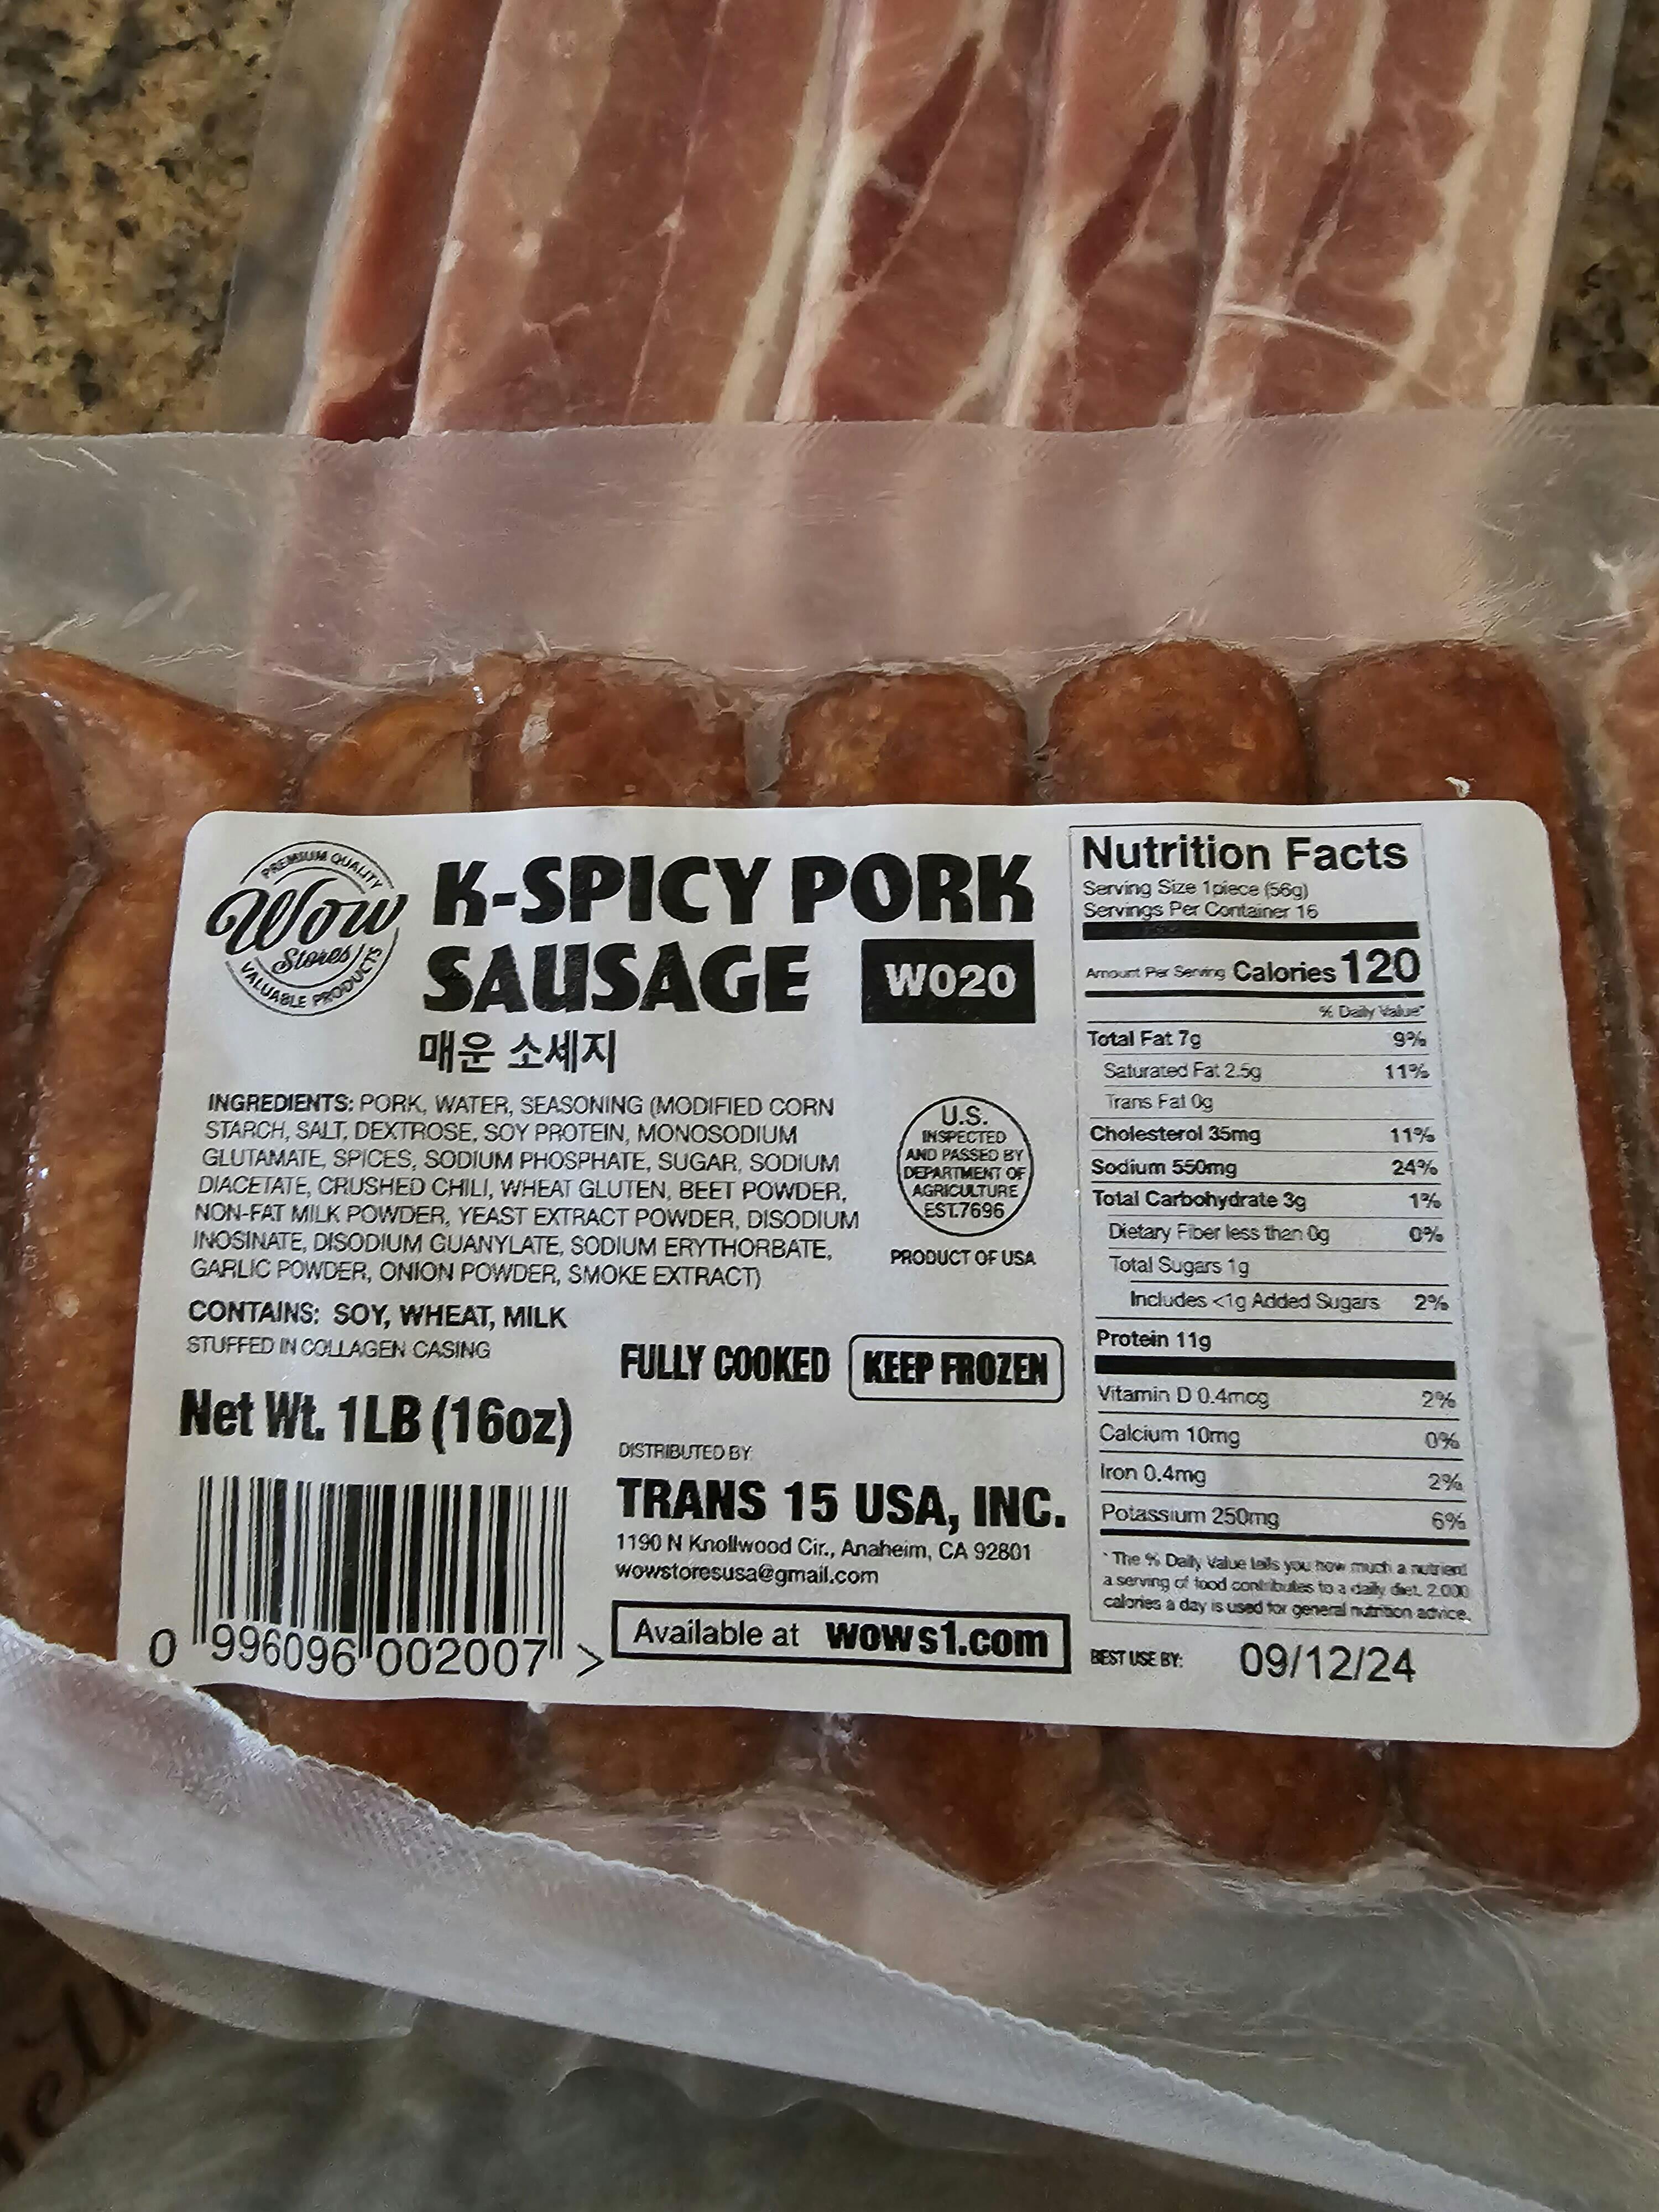 PREMIUM QUALITY
Wow
Stores
VALUABLE PRODUCTS
K-SPICY PORK
SAUSAGE
W020
매운 소세지
INGREDIENTS: PORK, WATER, SEASONING (MODIFIED CORN
STARCH, SALT, DEXTROSE, SOY PROTEIN, MONOSODIUM
GLUTAMATE, SPICES, SODIUM PHOSPHATE, SUGAR, SODIUM
DIACETATE, CRUSHED CHILI, WHEAT GLUTEN, BEET POWDER,
NON-FAT MILK POWDER, YEAST EXTRACT POWDER, DISODIUM
INOSINATE, DISODIUM GUANYLATE, SODIUM ERYTHORBATE,
GARLIC POWDER, ONION POWDER, SMOKE EXTRACT)
CONTAINS: SOY, WHEAT, MILK
STUFFED IN COLLAGEN CASING
U.S.
INSPECTED
AND PASSED BY
DEPARTMENT OF
AGRICULTURE
EST.7696
PRODUCT OF USA
FULLY COOKED
KEEP FROZEN
Net Wt. 1LB (16oz)
0 996096 002007 >
DISTRIBUTED BY
TRANS 15 USA, INC.
1190 N Knollwood Cir., Anaheim, CA 92801
wowstoresusa@gmail.com
Available at wows1.com
Nutrition Facts
Serving Size 1piece (56g)
Servings Per Container 16
Amount Per Serving Calories 120
% Daily Value*
Total Fat 7g 9%
Saturated Fat 2.5g 11%
Trans Fat 0g
Cholesterol 35mg 11%
Sodium 550mg 24%
Total Carbohydrate 3g 1%
Dietary Fiber less than 0g 0%
Total Sugars 1g
Includes <1g Added Sugars 2%
Protein 11g
Vitamin D 0.4mcg 2%
Calcium 10mg 0%
Iron 0.4mg 2%
Potassium 250mg 6%
* The % Daily Value tells you how much a nutrient
a serving of food contributes to a daily diet. 2.000
calories a day is used for general nutrition advice.
BEST USE BY: 09/12/24